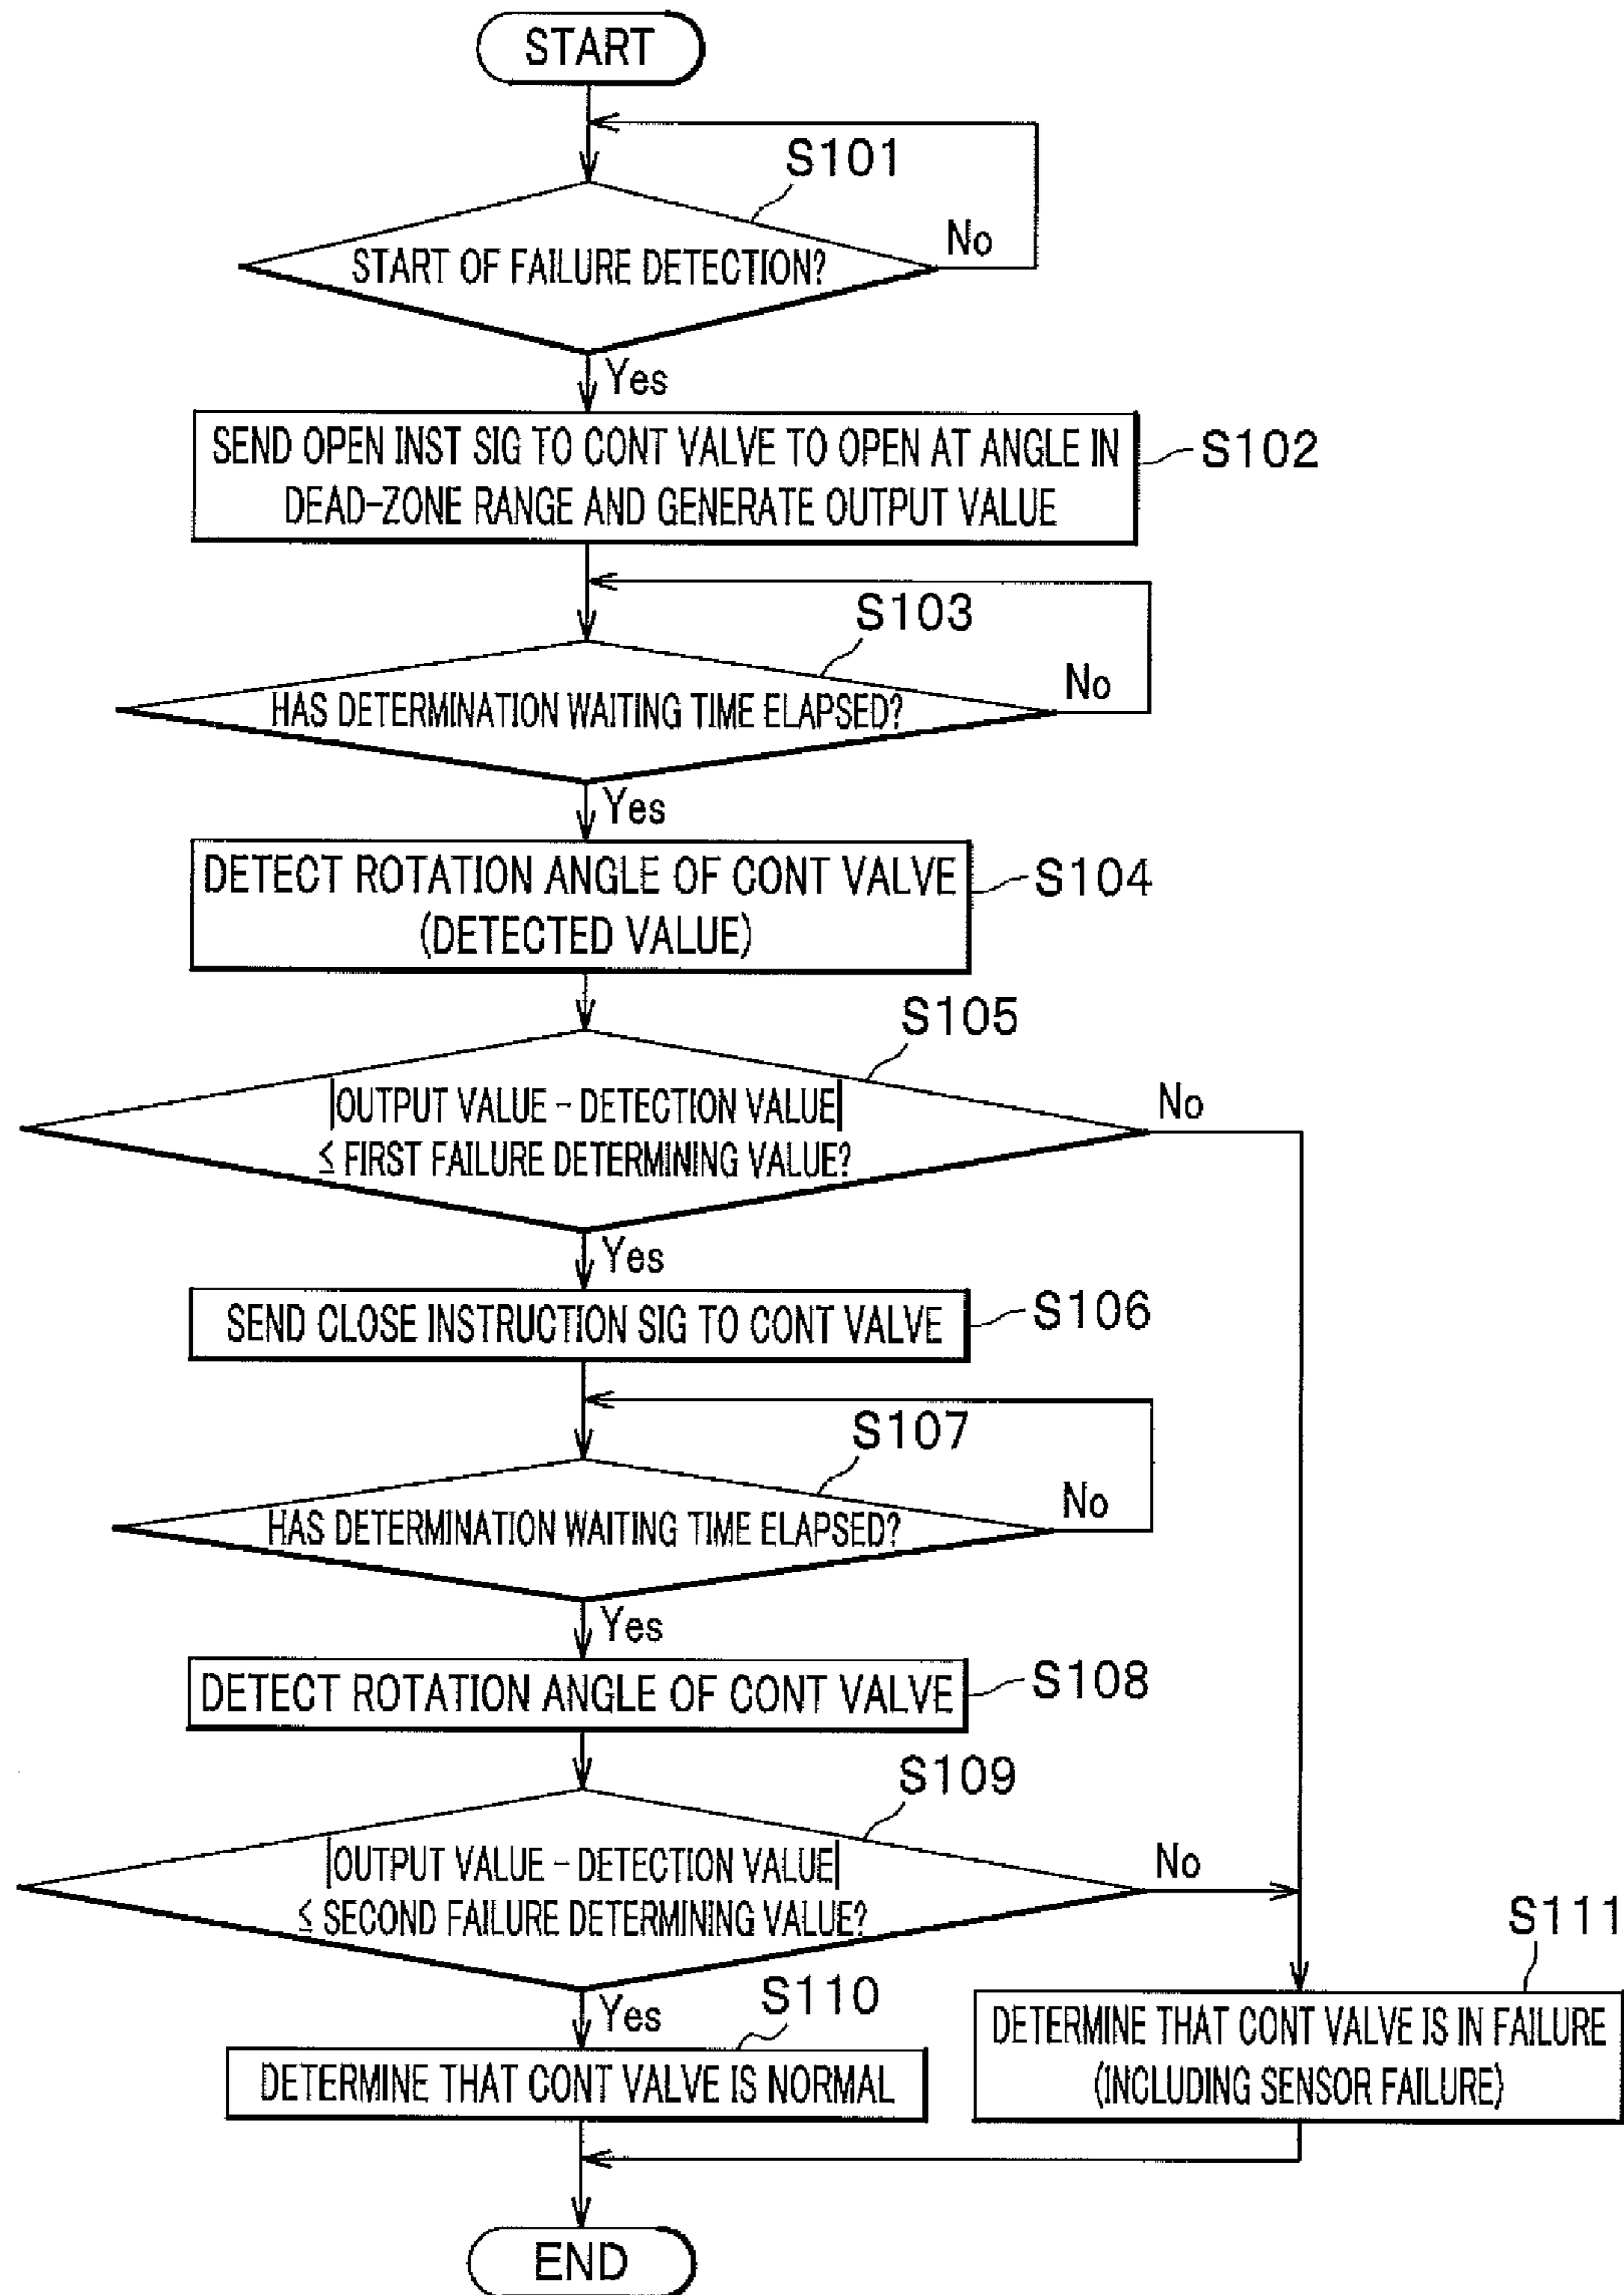 START
S101
START OF FAILURE DETECTION?
No
Yes
SEND OPEN INST SIG TO CONT VALVE TO OPEN AT ANGLE IN
DEAD-ZONE RANGE AND GENERATE OUTPUT VALUE
S102
S103
HAS DETERMINATION WAITING TIME ELAPSED?
No
Yes
DETECT ROTATION ANGLE OF CONT VALVE
(DETECTED VALUE)
S104
S105
|OUTPUT VALUE - DETECTION VALUE|
≤ FIRST FAILURE DETERMINING VALUE?
No
Yes
SEND CLOSE INSTRUCTION SIG TO CONT VALVE
S106
S107
HAS DETERMINATION WAITING TIME ELAPSED?
No
Yes
DETECT ROTATION ANGLE OF CONT VALVE
S108
S109
|OUTPUT VALUE - DETECTION VALUE|
≤ SECOND FAILURE DETERMINING VALUE?
No
Yes
S110
DETERMINE THAT CONT VALVE IS NORMAL
S111
DETERMINE THAT CONT VALVE IS IN FAILURE
(INCLUDING SENSOR FAILURE)
END